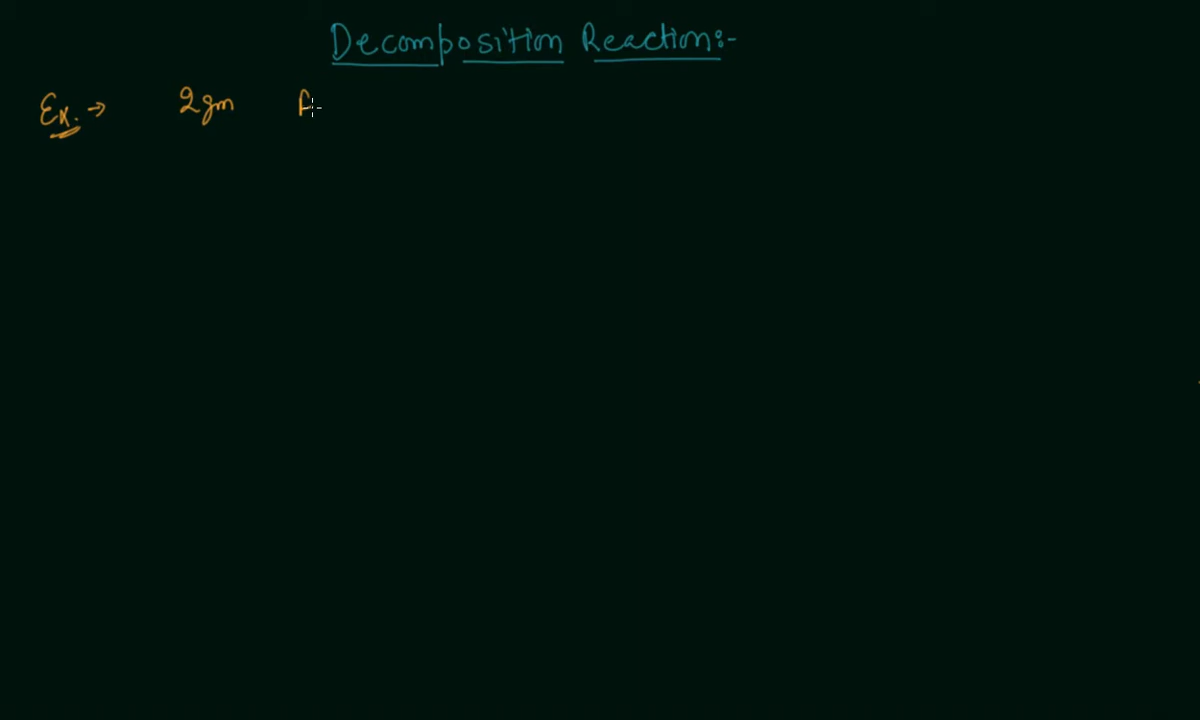 Decomposition Reaction:-
Ex. → 2gm